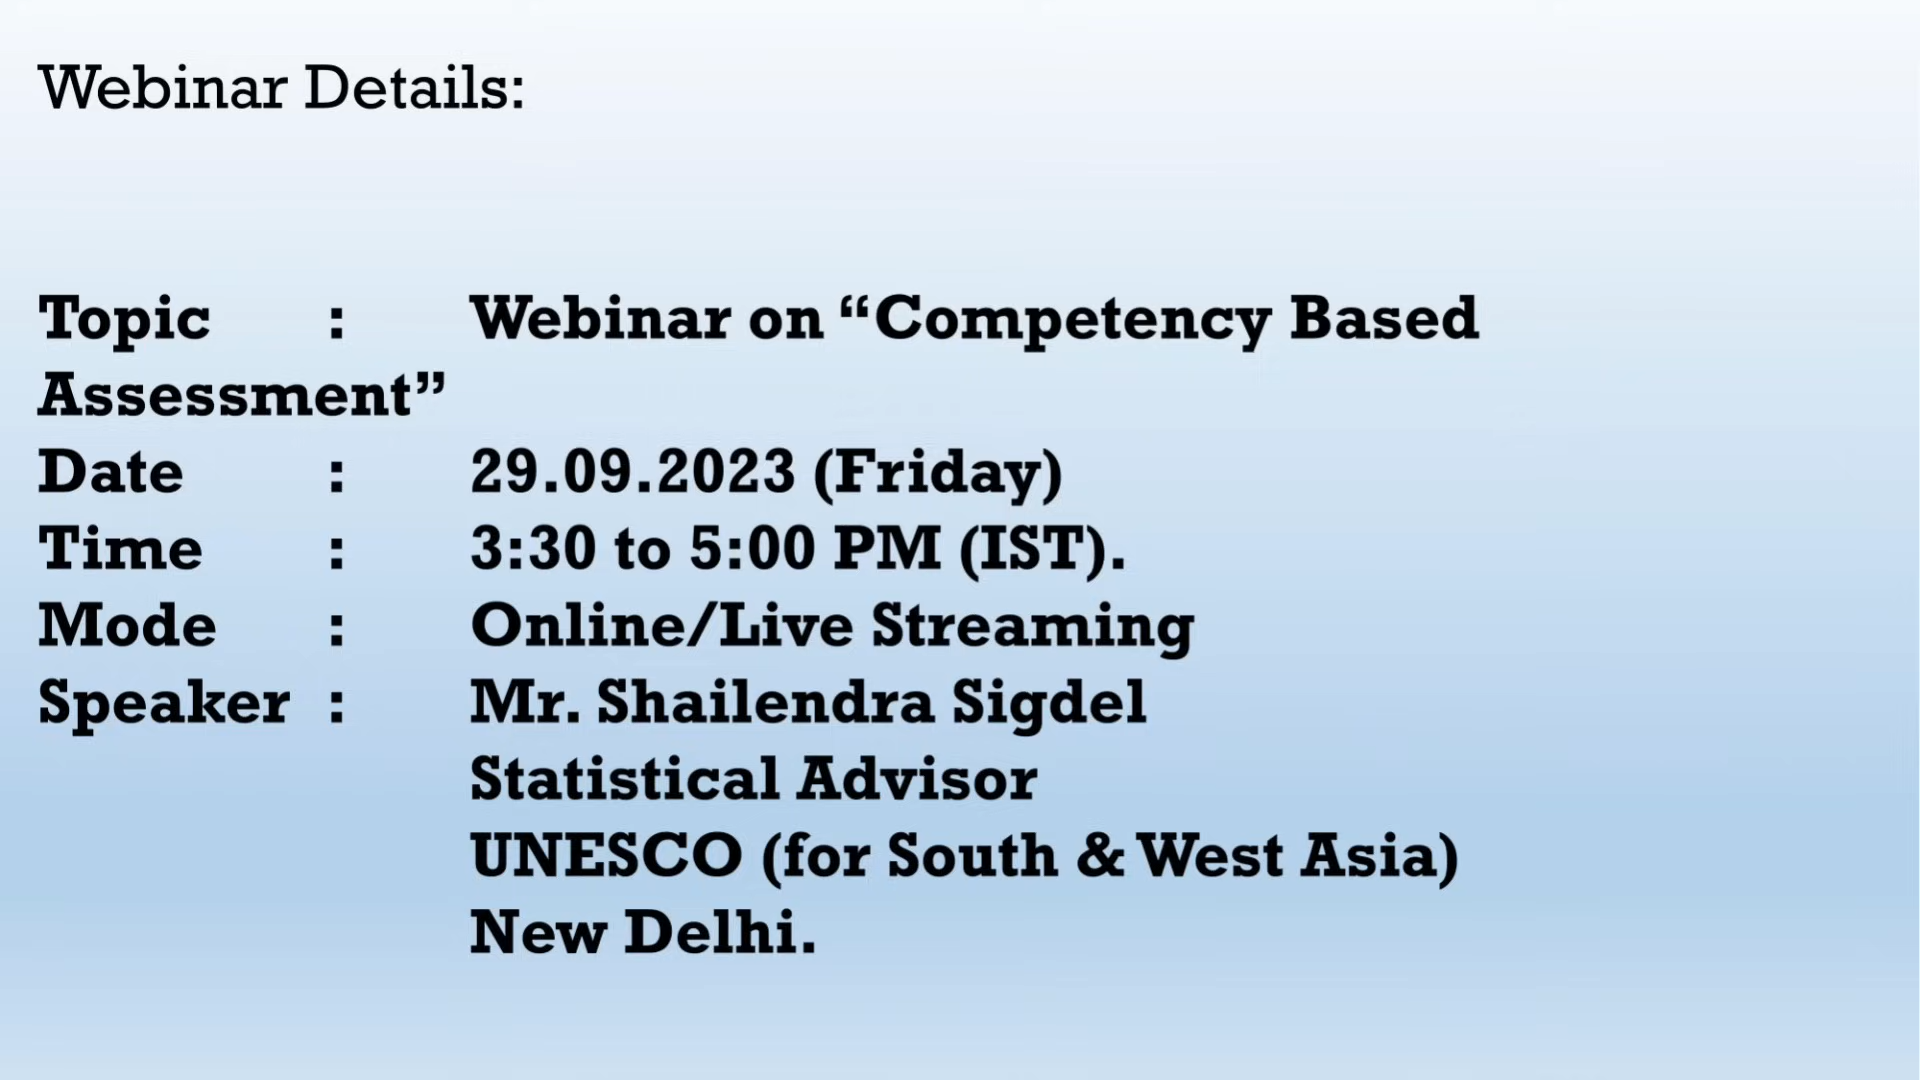 Webinar Details:
Topic : Webinar on “Competency Based
Assessment”
Date : 29.09.2023 (Friday)
Time : 3:30 to 5:00 PM (IST).
Mode : Online/Live Streaming
Speaker : Mr. Shailendra Sigdel
Statistical Advisor
UNESCO (for South & West Asia)
New Delhi.